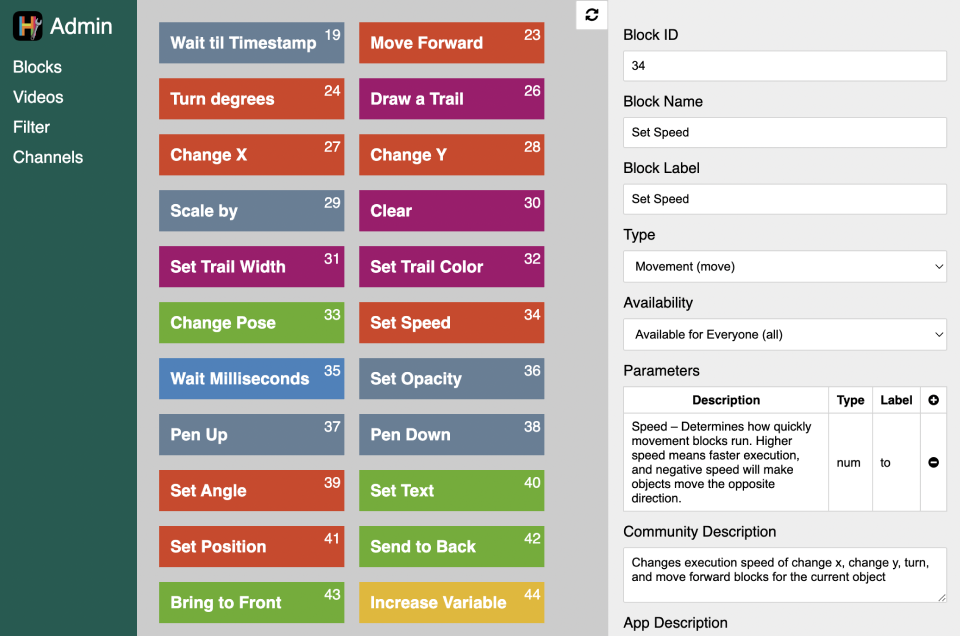 Admin
Blocks
Videos
Filter
Channels
Wait til Timestamp 19
Move Forward 23
Turn degrees 24
Draw a Trail 26
Change X 27
Change Y 28
Scale by 29
Clear 30
Set Trail Width 31
Set Trail Color 32
Change Pose 33
Set Speed 34
Wait Milliseconds 35
Set Opacity 36
Pen Up 37
Pen Down 38
Set Angle 39
Set Text 40
Set Position 41
Send to Back 42
Bring to Front 43
Increase Variable 44
Block ID
34
Block Name
Set Speed
Block Label
Set Speed
Type
Movement (move)
Availability
Available for Everyone (all)
Parameters
Description Type Label
Speed – Determines how quickly
movement blocks run. Higher
speed means faster execution,
and negative speed will make
objects move the opposite
direction.
num
to
Community Description
Changes execution speed of change x, change y, turn,
and move forward blocks for the current object
App Description